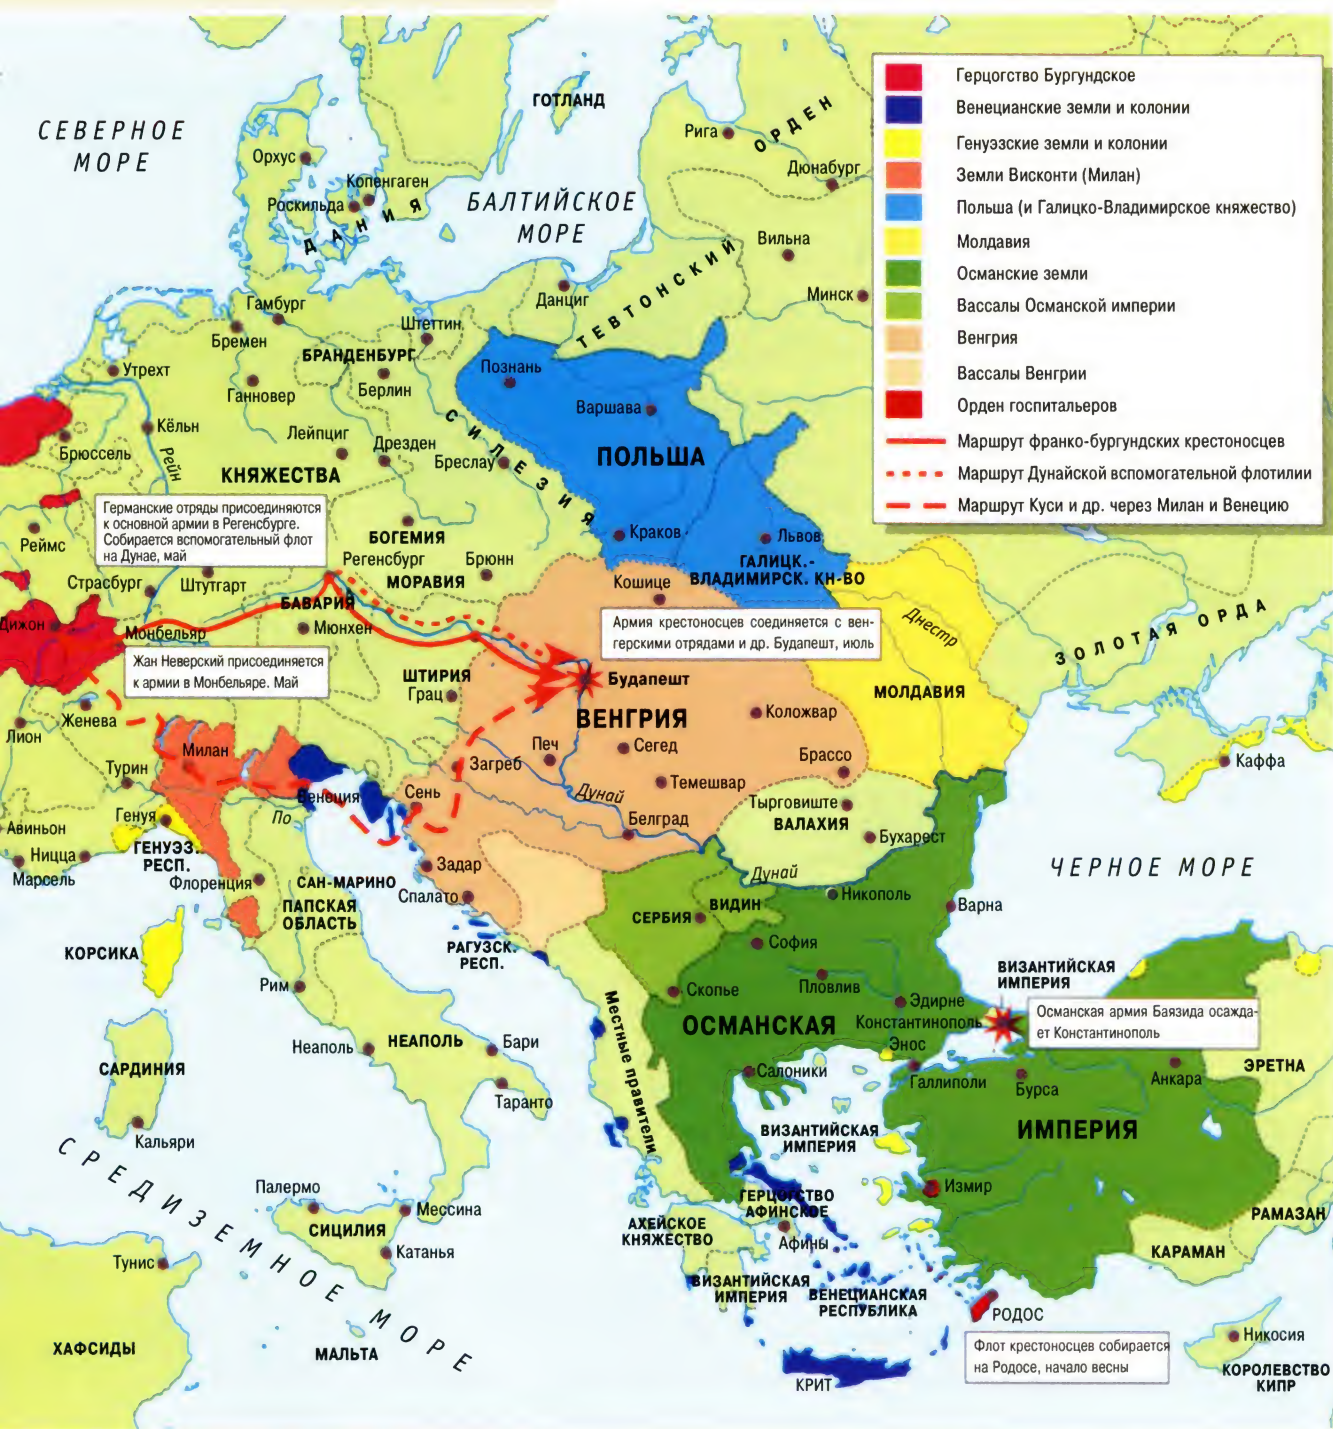 СЕВЕРНОЕ
МОРЕ
ГОТЛАНД
БАЛТИЙСКОЕ
МОРЕ
Орхус
Копенгаген
Роскильда
ДАНИЯ
Рига
ОРДЕН
Дюнабург
Вильна
Минск
ТЕВТОНСКИЙ
Данциг
Герцогство Бургундское
Венецианские земли и колонии
Генуэзские земли и колонии
Земли Висконти (Милан)
Польша (и Галицко-Владимирское княжество)
Молдавия
Османские земли
Вассалы Османской империи
Венгрия
Вассалы Венгрии
Орден госпитальеров
Маршрут франко-бургундских крестоносцев
Маршрут Дунайской вспомогательной флотилии
Маршрут Куси и др. через Милан и Венецию
Гамбург
Бремен
Штеттин
БРАНДЕНБУРГ
Утрехт
Ганновер
Берлин
Познань
Варшава
СИЛЕЗИЯ
Кёльн
Рейн
Брюссель
Лейпциг
Дрезден
Бреслау
ПОЛЬША
КНЯЖЕСТВА
Германские отряды присоединяются
к основной армии в Регенсбурге.
Собирается вспомогательный флот
на Дунае, май
Реймс
БОГЕМИЯ
Регенсбург
Брюнн
МОРАВИЯ
Краков
Львов
ГАЛИЦК.-
ВЛАДИМИРСК. КН-ВО
Страсбург
Штутгарт
БАВАРИЯ
Мюнхен
Кошице
Дижон
Монбельяр
Армия крестоносцев соединяется с вен-
герскими отрядами и др. Будапешт, июль
Днестр
ЗОЛОТАЯ ОРДА
Жан Неверский присоединяется
к армии в Монбельяре. Май
ШТИРИЯ
Грац
Будапешт
МОЛДАВИЯ
Женева
Лион
ВЕНГРИЯ
Коложвар
Милан
Печ
Сегед
Загреб
Брассо
Турин
Темешвар
Каффа
Сень
Дунай
Венеция
По
Генуя
Белград
Тырговиште
ВАЛАХИЯ
Бухарест
Авиньон
Ницца
Марсель
ГЕНУЭЗ.
РЕСП.
Флоренция
САН-МАРИНО
ПАПСКАЯ
ОБЛАСТЬ
Задар
Спалато
Дунай
ЧЕРНОЕ МОРЕ
Никополь
ВИДИН
СЕРБИЯ
Варна
КОРСИКА
РАГУЗСК.
РЕСП.
София
Рим
Скопье
Пловлив
Эдирне
ВИЗАНТИЙСКАЯ
ИМПЕРИЯ
Местные правители
ОСМАНСКАЯ
Константинополь
Османская армия Баязида осажда-
ет Константинополь
Энос
Неаполь
НЕАПОЛЬ
Бари
САРДИНИЯ
Салоники
Галлиполи
Бурса
Анкара
ЭРЕТНА
Таранто
Кальяри
ВИЗАНТИЙСКАЯ
ИМПЕРИЯ
ИМПЕРИЯ
СРЕДИЗЕМНОЕ МОРЕ
Палермо
Мессина
СИЦИЛИЯ
Катанья
ГЕРЦОГСТВО
АФИНСКОЕ
Измир
АХЕЙСКОЕ
КНЯЖЕСТВО
Афины
РАМАЗАН
КАРАМАН
Тунис
ВИЗАНТИЙСКАЯ
ИМПЕРИЯ
ВЕНЕЦИАНСКАЯ
РЕСПУБЛИКА
РОДОС
Флот крестоносцев собирается
на Родосе, начало весны
ХАФСИДЫ
МАЛЬТА
КРИТ
Никосия
КОРОЛЕВСТВО
КИПР